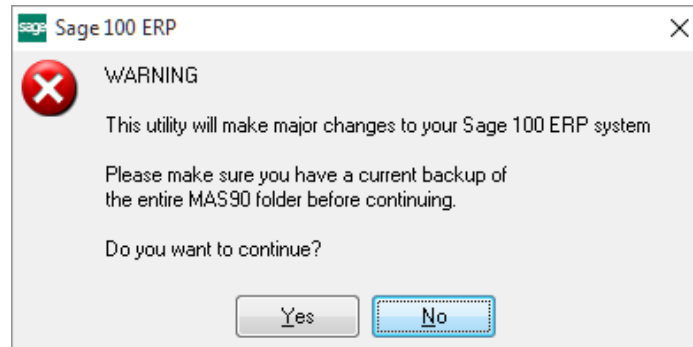 sage Sage 100 ERP
WARNING
This utility will make major changes to your Sage 100 ERP system
Please make sure you have a current backup of
the entire MAS90 folder before continuing.
Do you want to continue?
Yes No